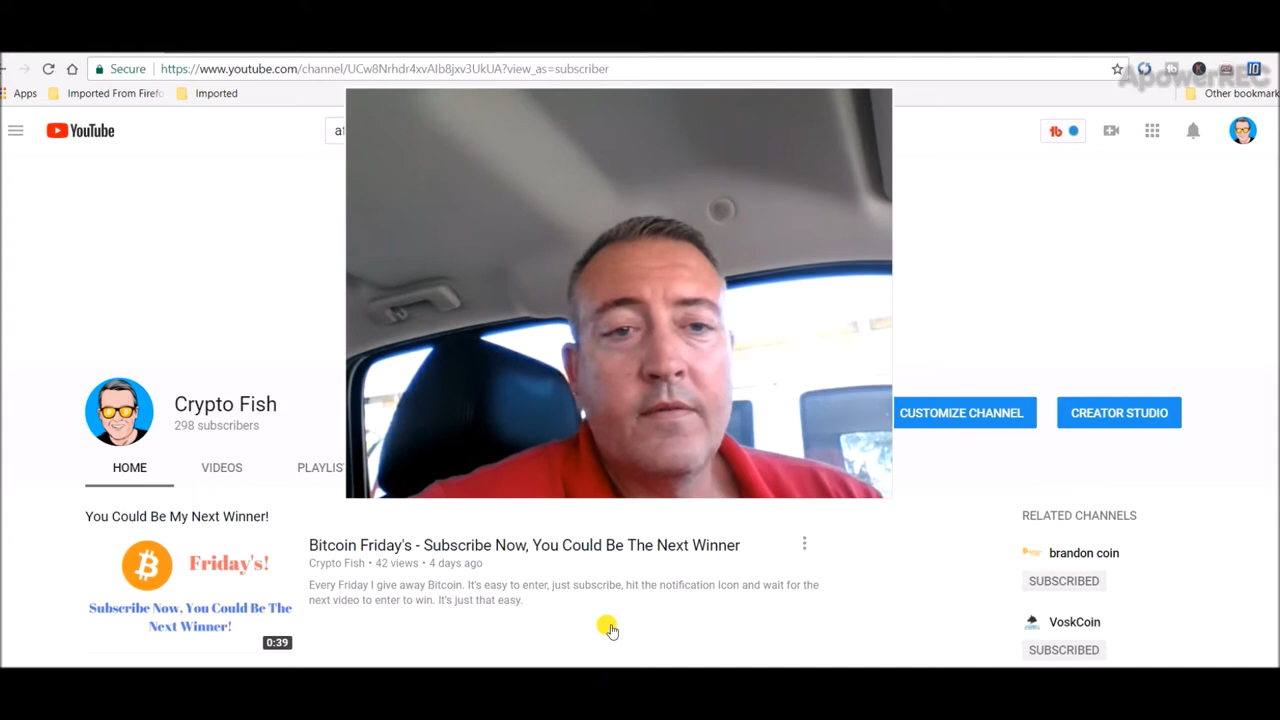 ApowerREC
Secure
https://www.youtube.com/channel/UCw8Nrhdr4xvAIb8jxv3UkUA?view_as=subscriber
Apps
Imported From Firefo
Imported
Other bookmark
YouTube
Crypto Fish
298 subscribers
CUSTOMIZE CHANNEL
CREATOR STUDIO
HOME
VIDEOS
PLAYLIS
You Could Be My Next Winner!
RELATED CHANNELS
Friday's!
Subscribe Now, You Could Be The
Next Winner!
0:39
Bitcoin Friday's - Subscribe Now, You Could Be The Next Winner
Crypto Fish • 42 views • 4 days ago
Every Friday I give away Bitcoin. It's easy to enter, just subscribe, hit the notification Icon and wait for the
next video to enter to win. It's just that easy.
brandon coin
SUBSCRIBED
VoskCoin
SUBSCRIBED